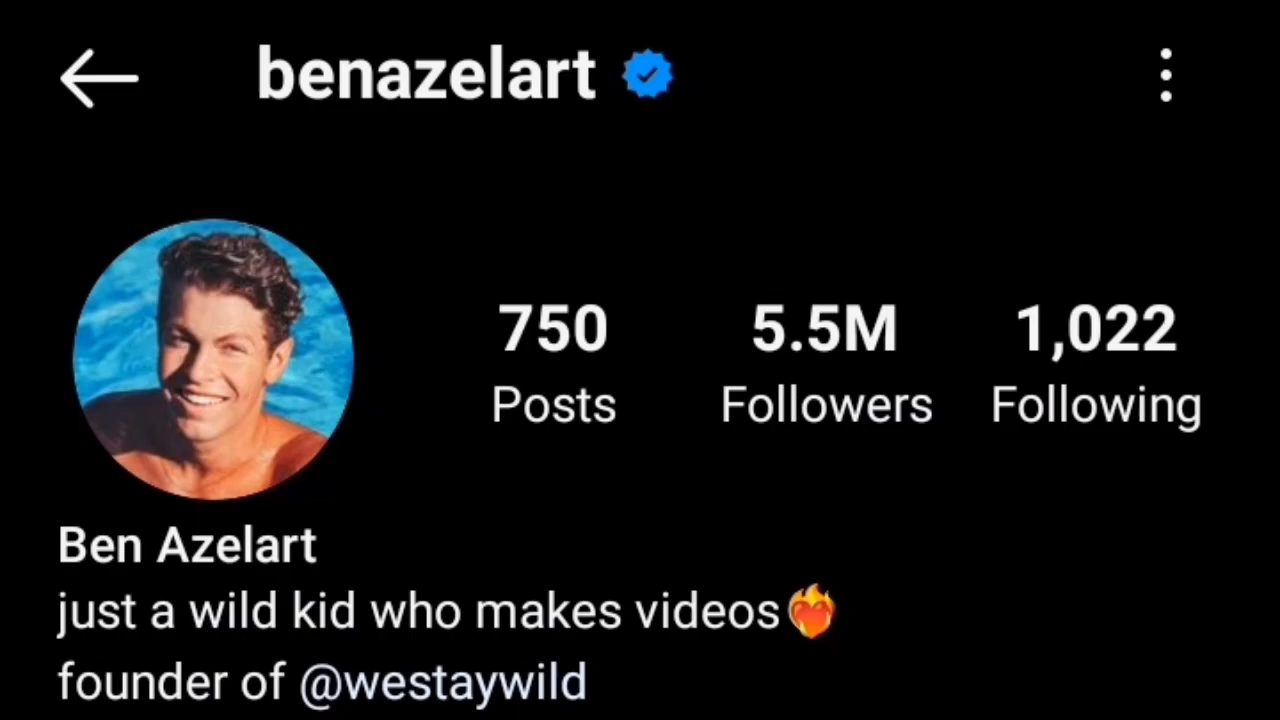 benazelart
750 5.5M 1,022
Posts Followers Following
Ben Azelart
just a wild kid who makes videos❤️‍🔥
founder of @westaywild